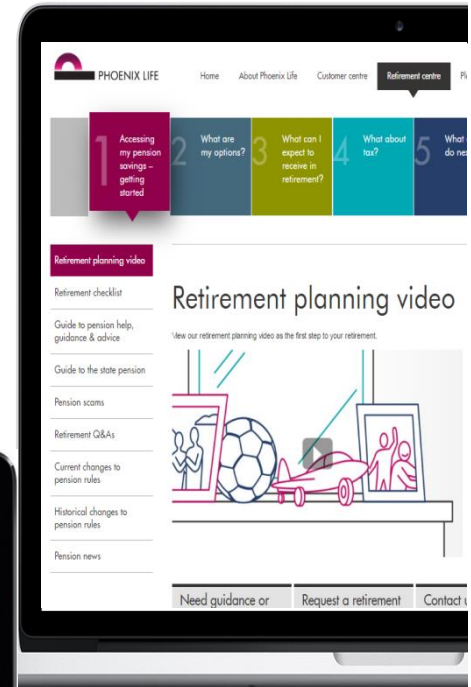 PHOENIX LIFE
Home About Phoenix Life Customer centre Retirement centre
1 Accessing my pension savings – getting started
2 What are my options?
3 What can I expect to receive in retirement?
4 What about tax?
5 What
do
Retirement planning video
Retirement checklist
Guide to pension help,
guidance & advice
Guide to the state pension
Pension scams
Retirement Q&As
Current changes to
pension rules
Historical changes to
pension rules
Pension news
Retirement planning video
View our retirement planning video as the first step to your retirement.
Need guidance or
Request a retirement
Contact